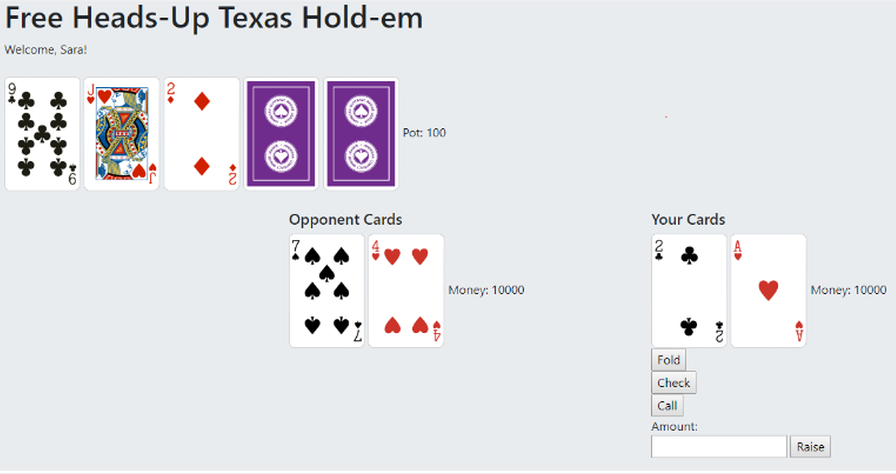 Free Heads-Up Texas Hold-em
Welcome, Sara!
9
J
2
9
J
2
Pot: 100
Opponent Cards
Your Cards
7
4
2
A
Money: 10000
Money: 10000
7
4
2
A
Fold
Check
Call
Amount:
Raise